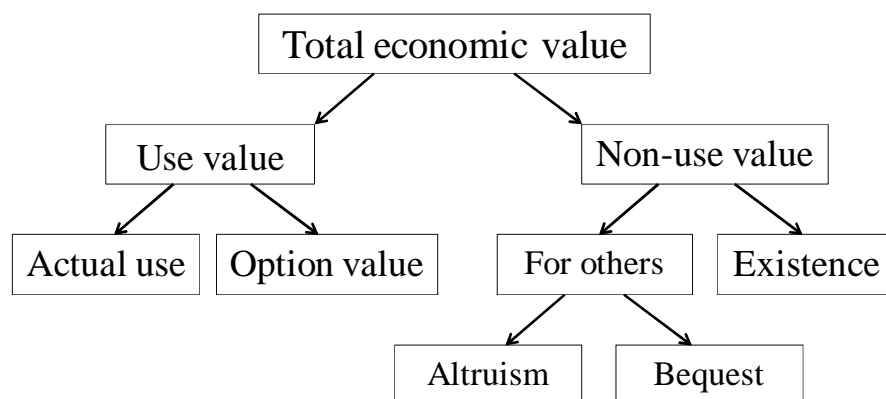 Total economic value
Use value
Non-use value
Actual use
Option value
For others
Existence
Altruism
Bequest